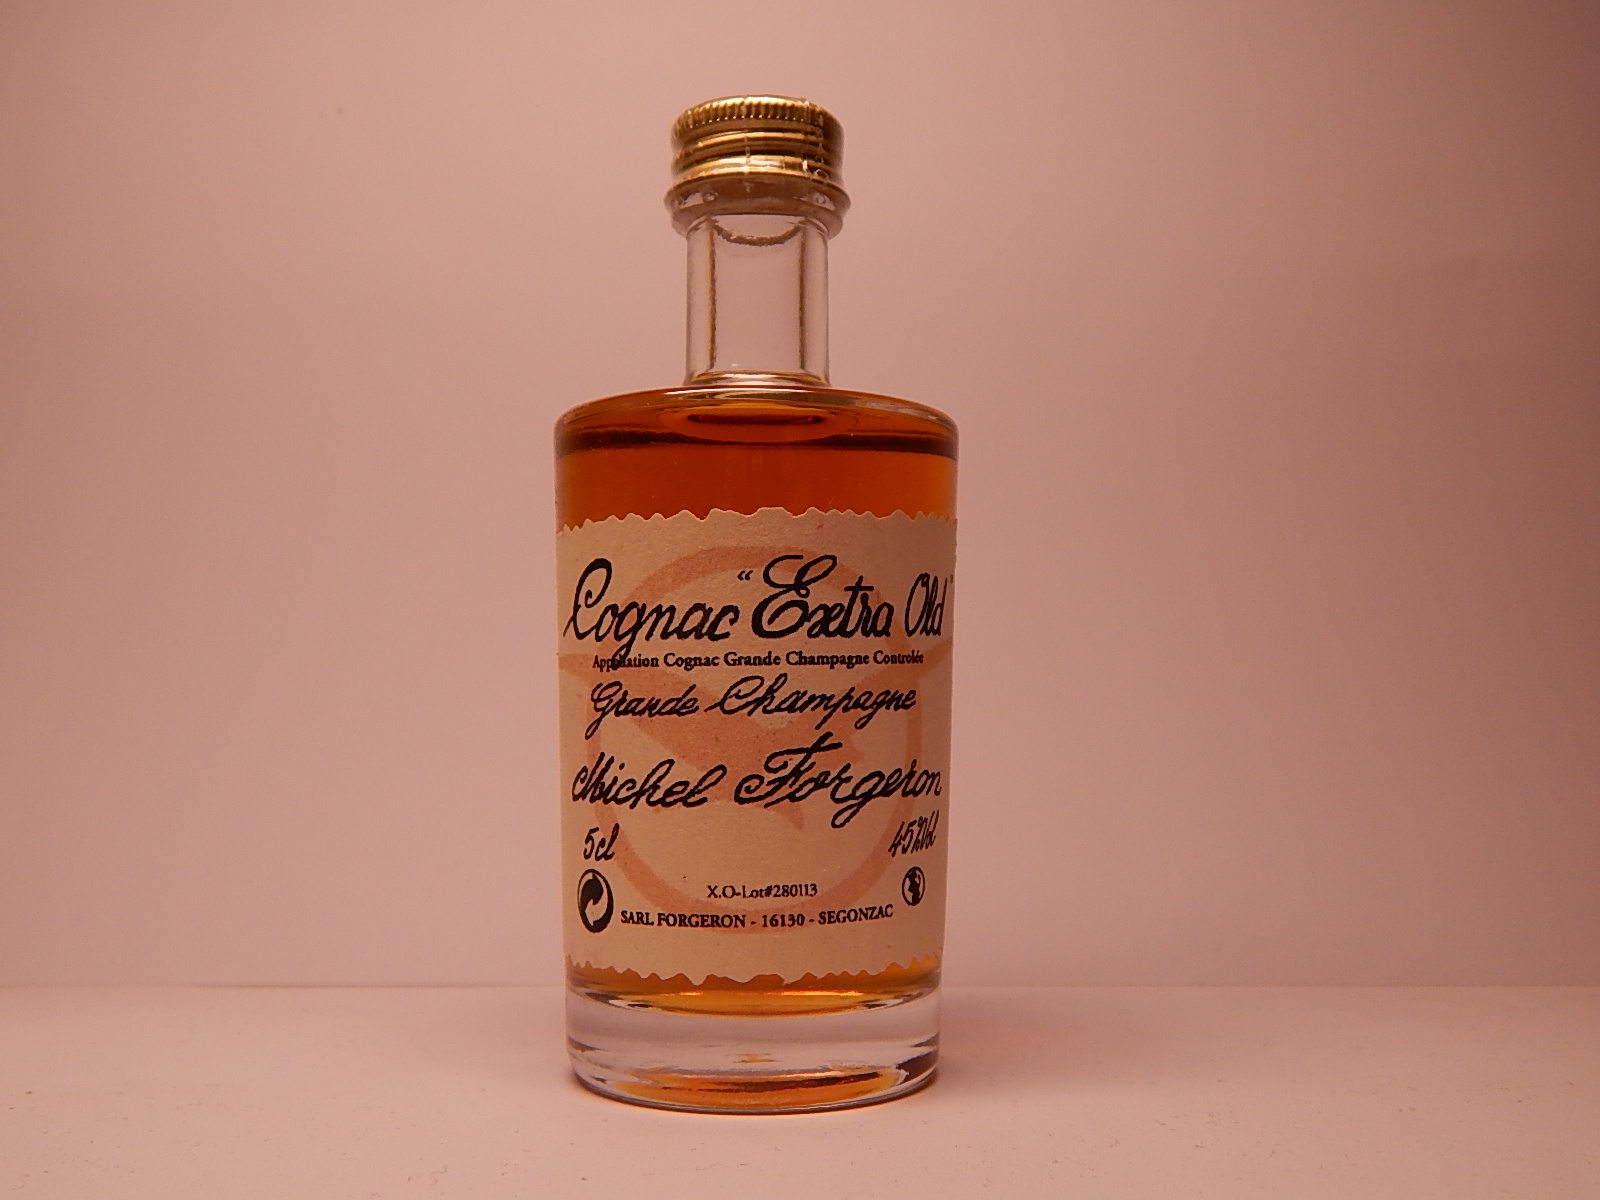 Cognac “Extra Old”
Appellation Cognac Grande Champagne Controlée
Grande Champagne
Michel Forgeron
5cl 45%Vol
X.O-Lot#280113
SARL FORGERON - 16130 - SEGONZAC